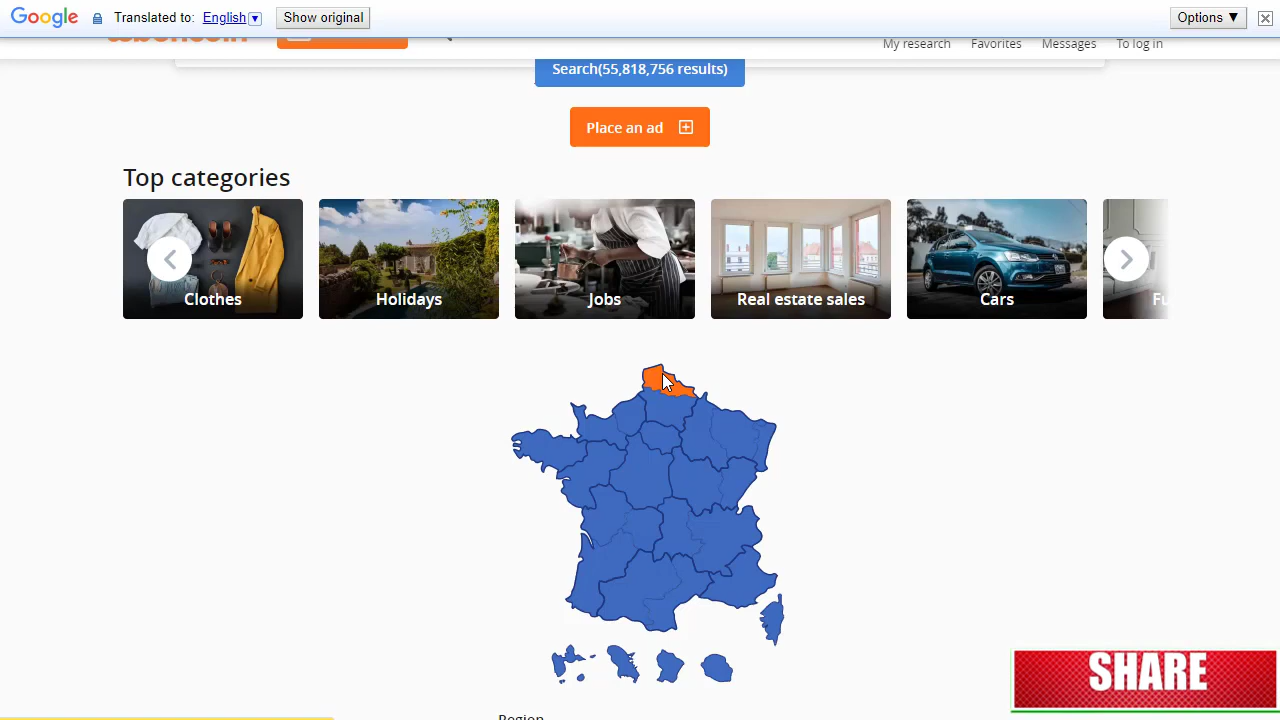 Google Translated to: English Show original Options ▼
My research Favorites Messages To log in
Search(55,818,756 results)
Place an ad
Top categories
Clothes Holidays Jobs Real estate sales Cars
SHARE
Region